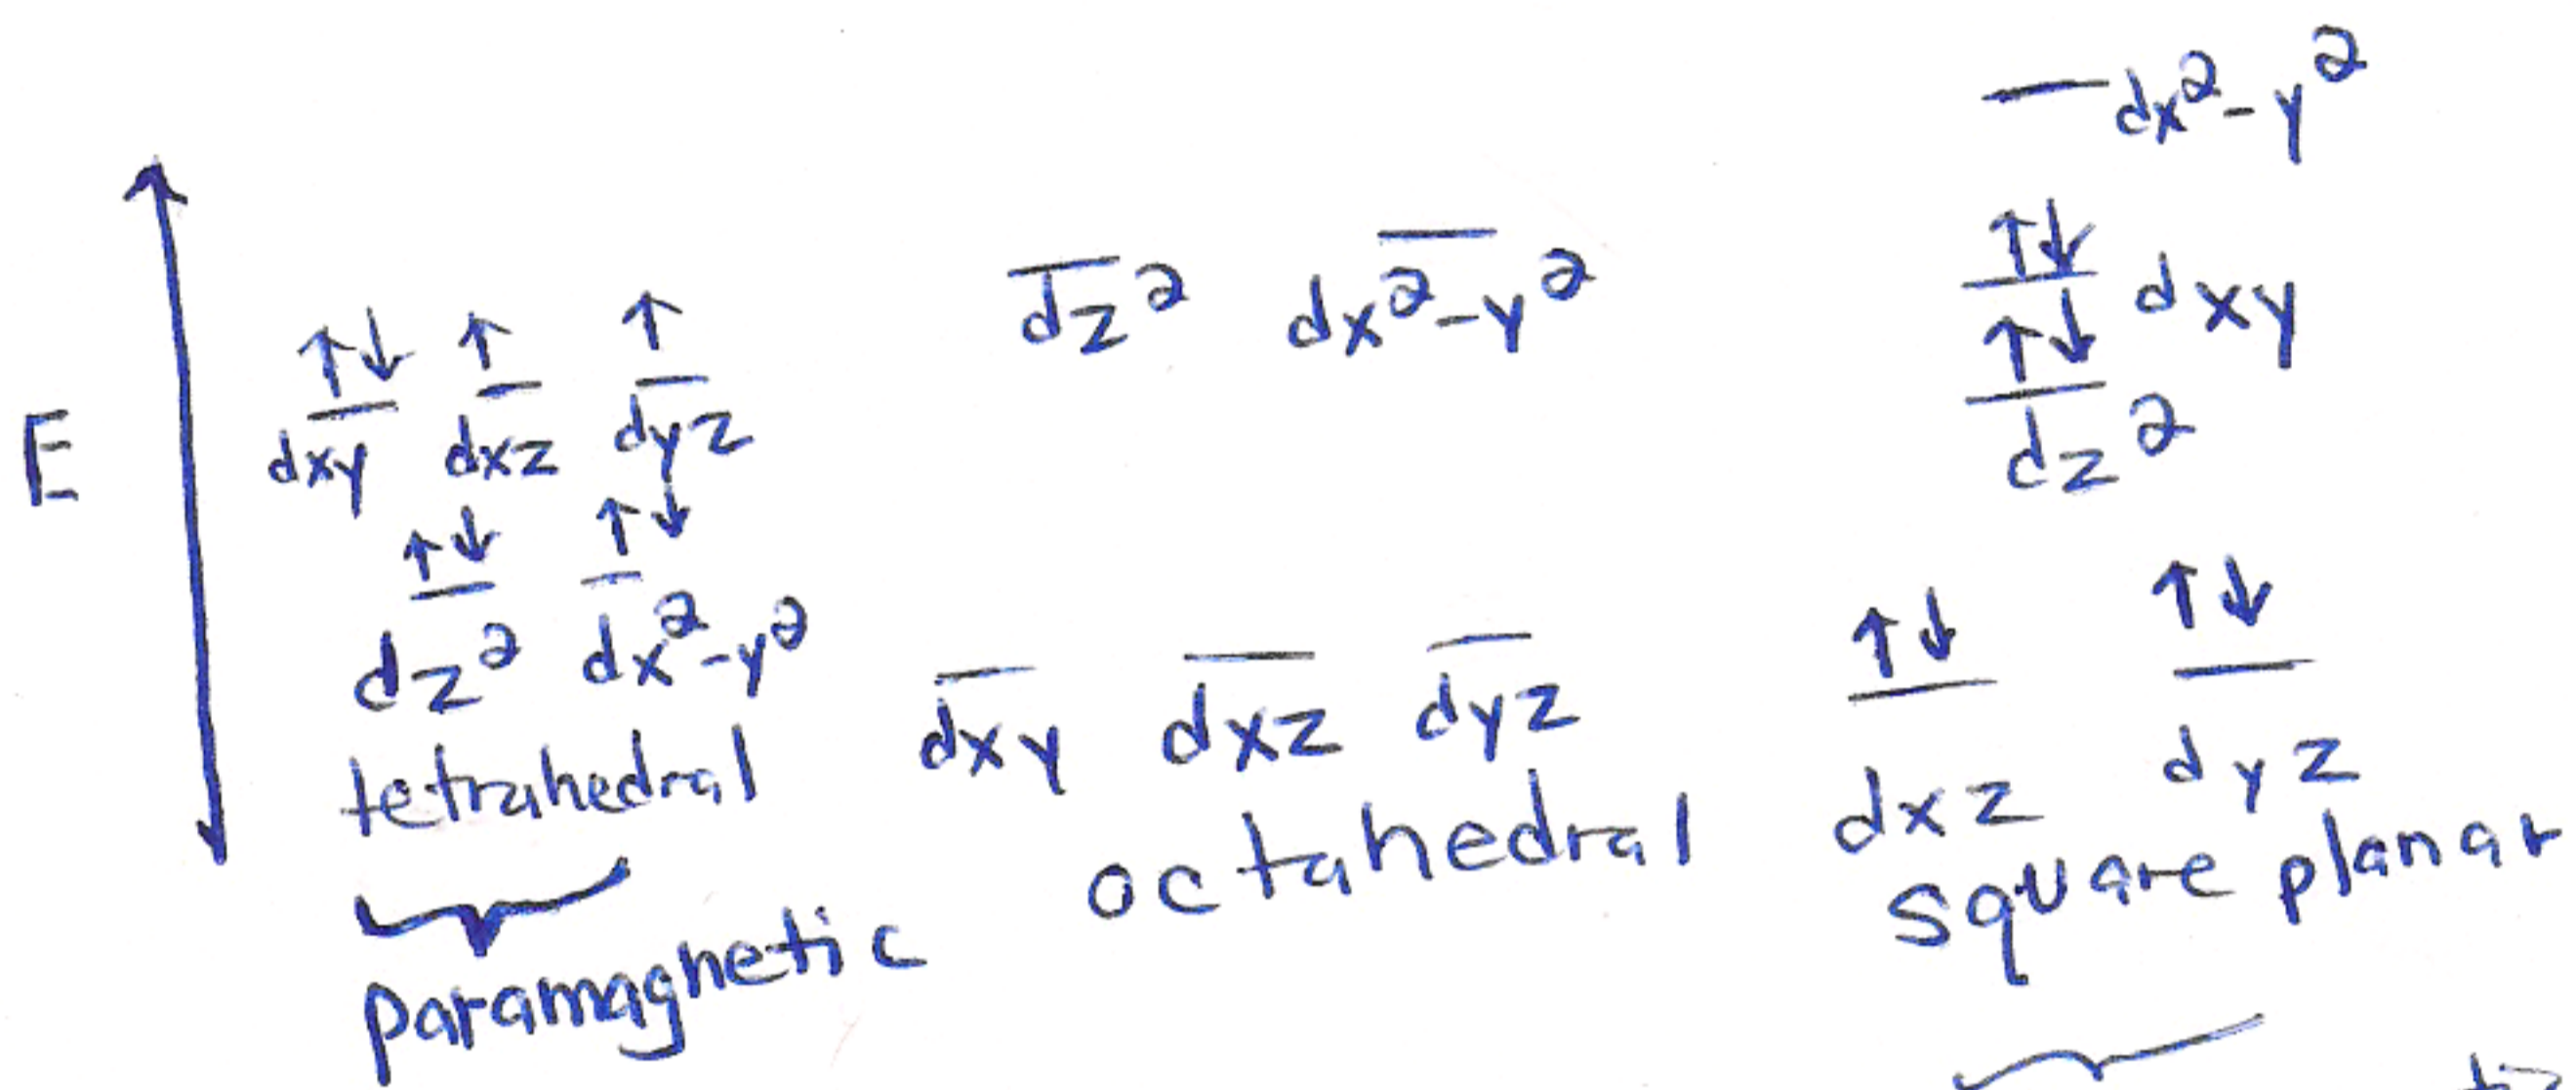 dx²-y²
↑↓ dxy
↑↓
dz²
dz² dx²-y²
E
↑↓ ↑ ↑
dxy dxz dyz
↑↓ ↑↓
dz² dx²-y²
tetrahedral
paramagnetic
dxy dxz dyz
octahedral
↑↓ ↑↓
dxz dyz
square planar